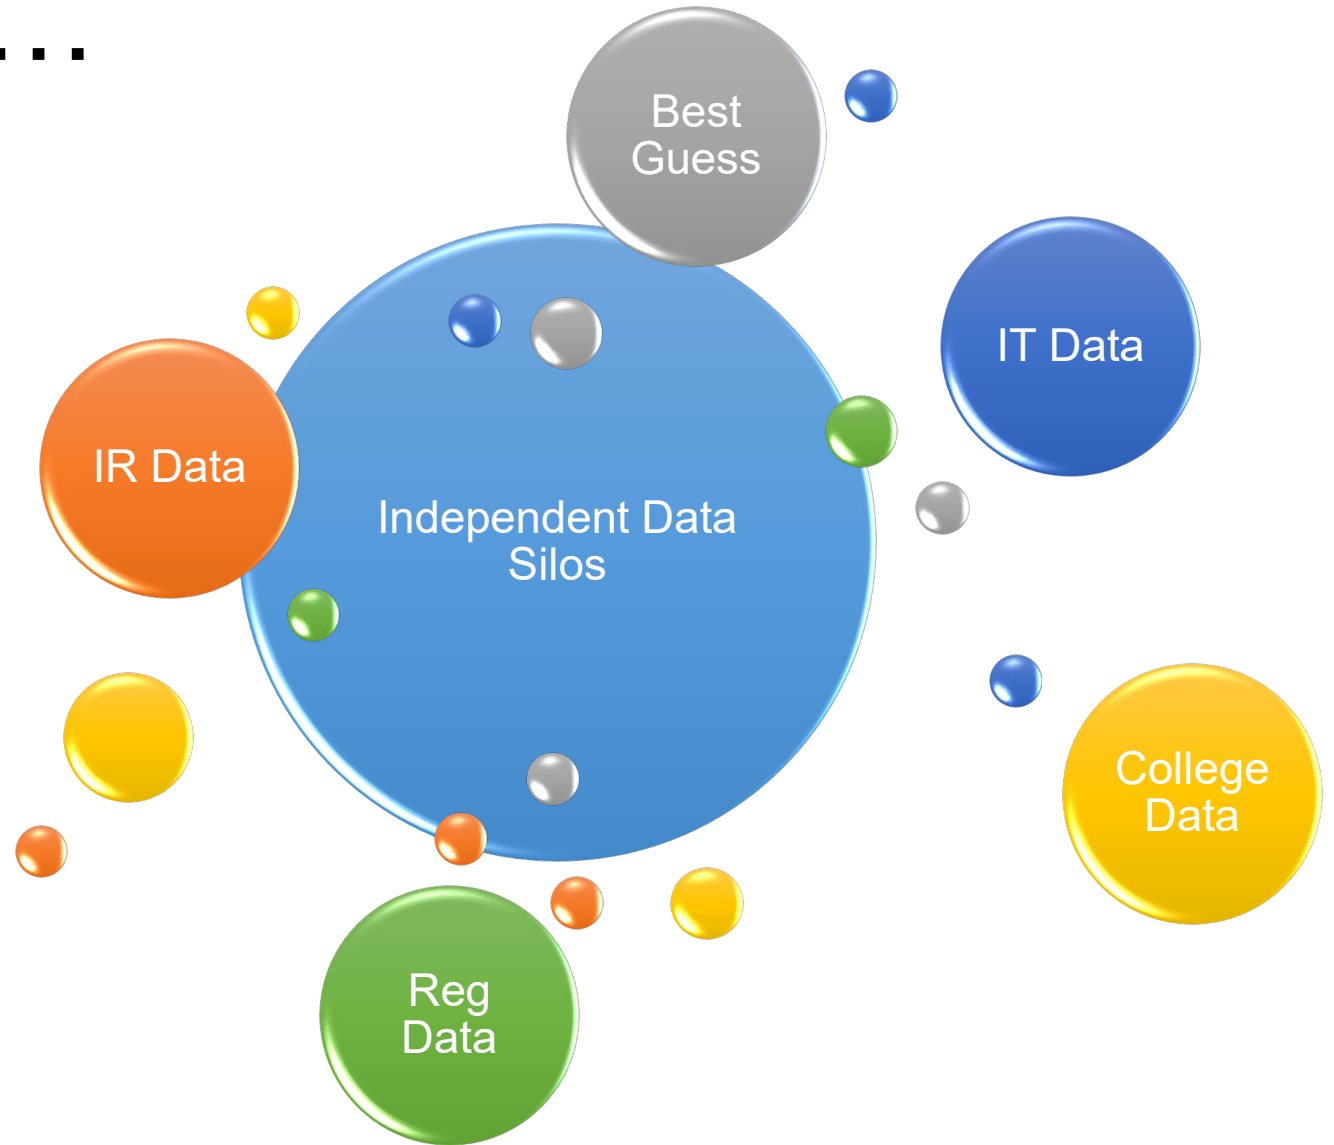 ...
Best
Guess
IT Data
IR Data
Independent Data
Silos
College
Data
Reg
Data